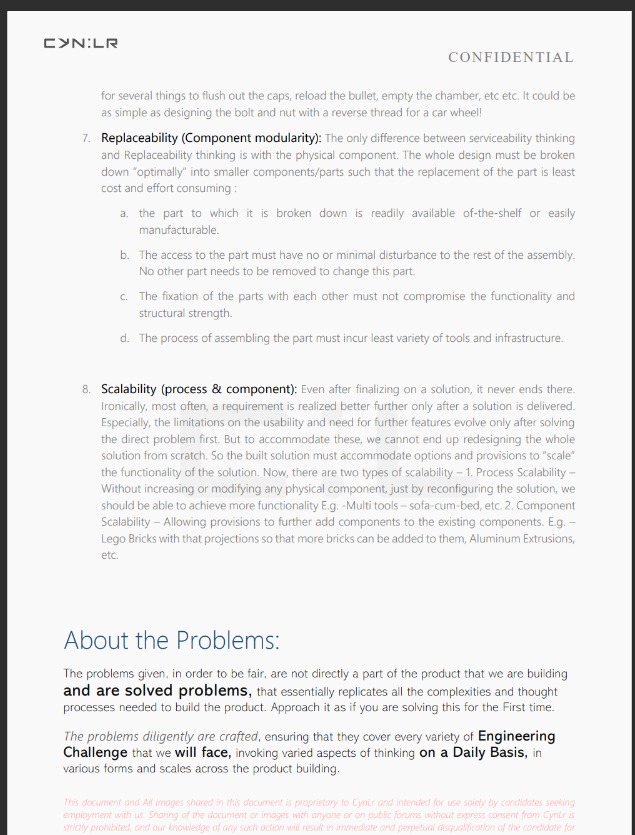 CYN:LR
CONFIDENTIAL
for several things to flush out the caps, reload the bullet, empty the chamber, etc etc. It could be
as simple as designing the bolt and nut with a reverse thread for a car wheel!
7. Replaceability (Component modularity): The only difference between serviceability thinking
and Replaceability thinking is with the physical component. The whole design must be broken
down “optimally” into smaller components/parts such that the replacement of the part is least
cost and effort consuming :
a. the part to which it is broken down is readily available of-the-shelf or easily
manufacturable.
b. The access to the part must have no or minimal disturbance to the rest of the assembly.
No other part needs to be removed to change this part.
c. The fixation of the parts with each other must not compromise the functionality and
structural strength.
d. The process of assembling the part must incur least variety of tools and infrastructure.
8. Scalability (process & component): Even after finalizing on a solution, it never ends there.
Ironically, most often, a requirement is realized better further only after a solution is delivered.
Especially, the limitations on the usability and need for further features evolve only after solving
the direct problem first. But to accommodate these, we cannot end up redesigning the whole
solution from scratch. So the built solution must accommodate options and provisions to “scale”
the functionality of the solution. Now, there are two types of scalability – 1. Process Scalability –
Without increasing or modifying any physical component, just by reconfiguring the solution, we
should be able to achieve more functionality E.g. -Multi tools – sofa-cum-bed, etc. 2. Component
Scalability – Allowing provisions to further add components to the existing components. E.g. –
Lego Bricks with that projections so that more bricks can be added to them, Aluminum Extrusions,
etc.
About the Problems:
The problems given, in order to be fair, are not directly a part of the product that we are building
and are solved problems, that essentially replicates all the complexities and thought
processes needed to build the product. Approach it as if you are solving this for the First time.
The problems diligently are crafted, ensuring that they cover every variety of Engineering
Challenge that we will face, invoking varied aspects of thinking on a Daily Basis, in
various forms and scales across the product building.
This document and All images shared in this document is proprietary to CynLr and intended for use solely by candidates seeking
employment with us. Sharing of the document or images with anyone or on public forums without express consent from CynLr is
strictly prohibited, and our knowledge of any such action will result in immediate and perpetual disqualification of the candidate for